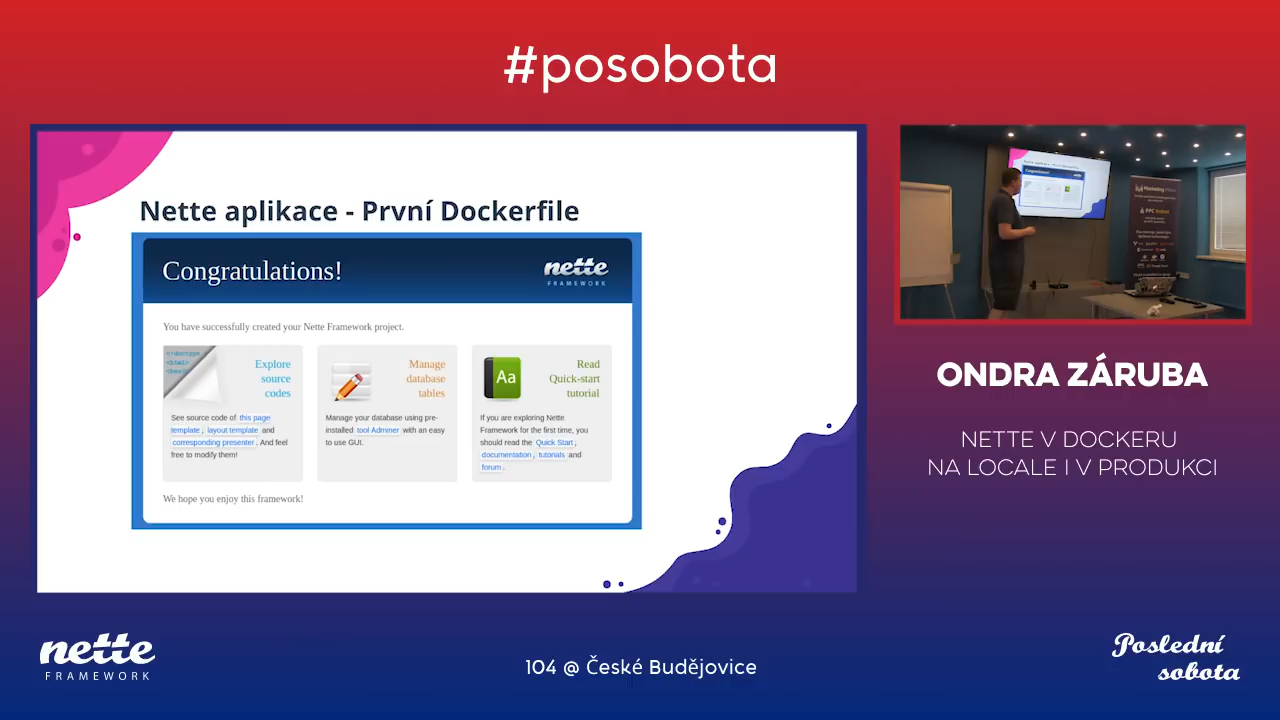 #posobota
Nette aplikace - První Dockerfile
Congratulations!
nette
FRAMEWORK
You have successfully created your Nette Framework project.
Explore
source
codes
See source code of this page
template, layout template and
corresponding presenter. And feel
free to modify them!
Manage
database
tables
Manage your database using pre-
installed tool Adminer with an easy
to use GUI.
Aa
Read
Quick-start
tutorial
If you are exploring Nette
Framework for the first time, you
should read the Quick Start,
documentation, tutorials and
forum.
We hope you enjoy this framework!
ONDRA ZÁRUBA
NETTE V DOCKERU
NA LOCALE I V PRODUKCI
nette
FRAMEWORK
104 @ České Budějovice
Poslední
sobota